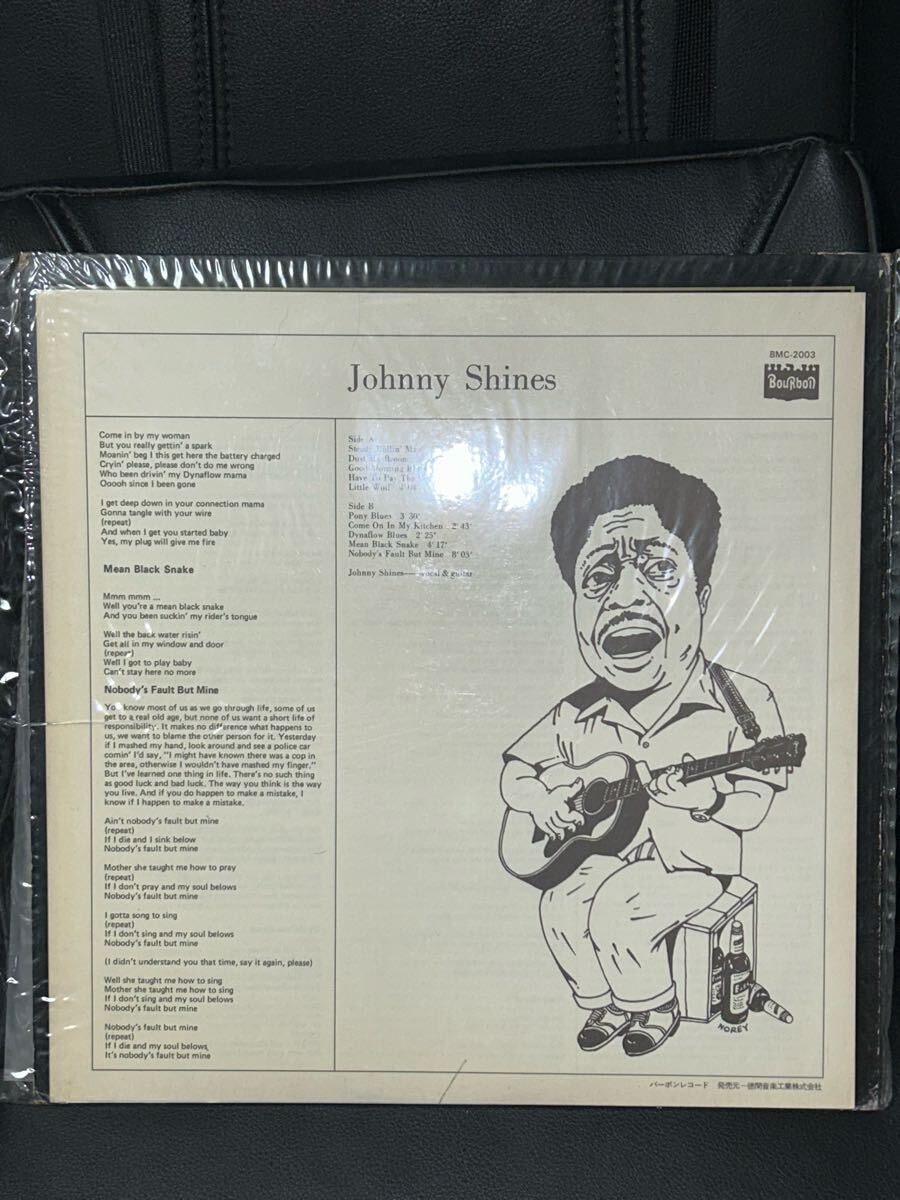 BMC-2003
BouRboN
Johnny Shines
Come in by my woman
But you really gettin' a spark
Moanin' beg I this get here the battery charged
Cryin' please, please don't do me wrong
Who been drivin' my Dynaflow mama
Ooooh since I been gone
I get deep down in your connection mama
Gonna tangle with your wire
(repeat)
And when I get you started baby
Yes, my plug will give me fire
Mean Black Snake
Mmm mmm ...
Well you're a mean black snake
And you been suckin' my rider's tongue
Well the back water risin'
Get all in my window and door
(repeat)
Well I got to play baby
Can't stay here no more
Nobody's Fault But Mine
You know most of us as we go through life, some of us
get to a real old age, but none of us want a short life of
responsibility. It makes no difference what happens to
us, we want to blame the other person for it. Yesterday
if I mashed my hand, look around and see a police car
comin' I'd say, "I might have known there was a cop in
the area, otherwise I wouldn't have mashed my finger."
But I've learned one thing in life. There's no such thing
as good luck and bad luck. The way you think is the way
you live. And if you do happen to make a mistake, I
know if I happen to make a mistake.
Ain't nobody's fault but mine
(repeat)
If I die and I sink below
Nobody's fault but mine
Mother she taught me how to pray
(repeat)
If I don't pray and my soul belows
Nobody's fault but mine
I gotta song to sing
(repeat)
If I don't sing and my soul belows
Nobody's fault but mine
(I didn't understand you that time, say it again, please)
Well she taught me how to sing
Mother she taught me how to sing
If I don't sing and my soul belows
Nobody's fault but mine
Nobody's fault but mine
(repeat)
If I die and my soul belows
It's nobody's fault but mine
Side A
Dust My Broom
Good Morning
Have To Pay The
Little Wolf
Side B
Pony Blues 3'30"
Come On In My Kitchen 2'43"
Dynaflow Blues 2'25"
Mean Black Snake 4'17"
Nobody's Fault But Mine 8'03"
Johnny Shines—vocal & guitar
NOREY
バーボンレコード 発売元—徳間音楽工業株式会社